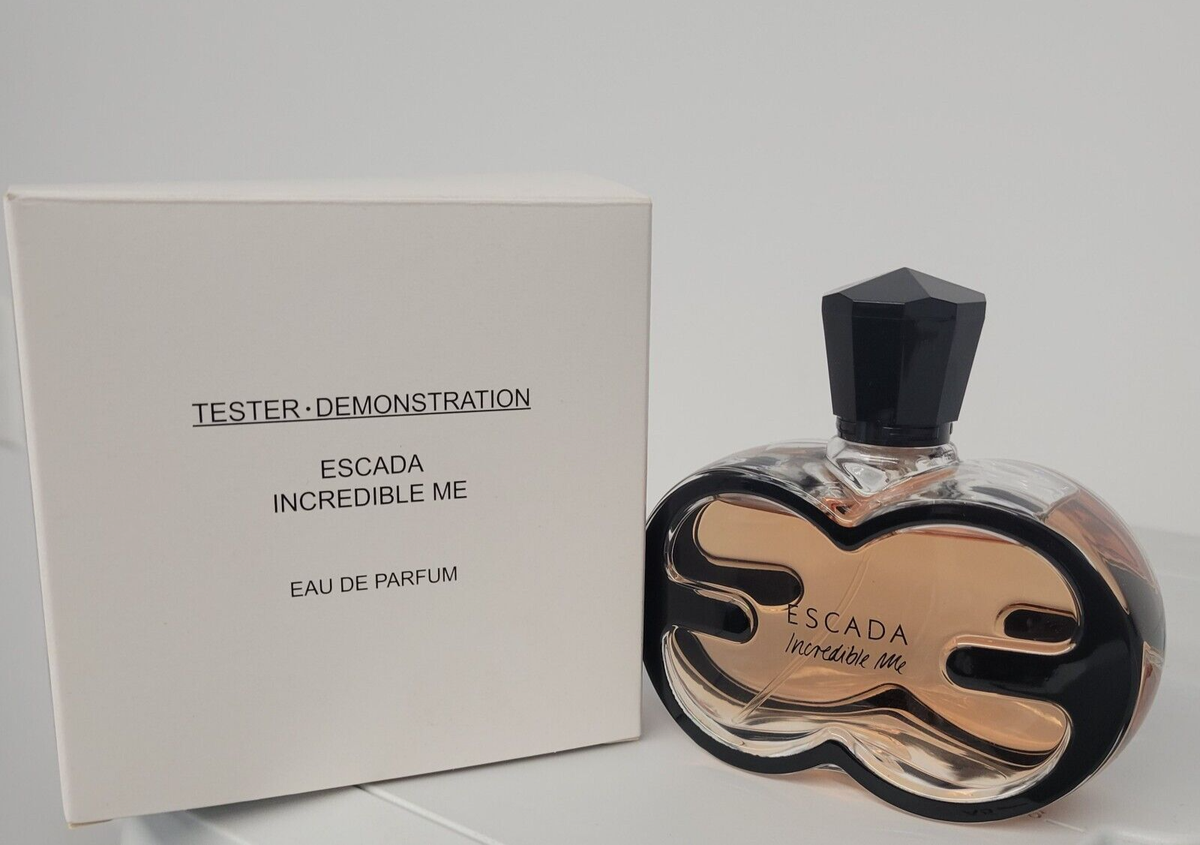 TESTER·DEMONSTRATION
ESCADA
INCREDIBLE ME
EAU DE PARFUM
ESCADA
Incredible Me